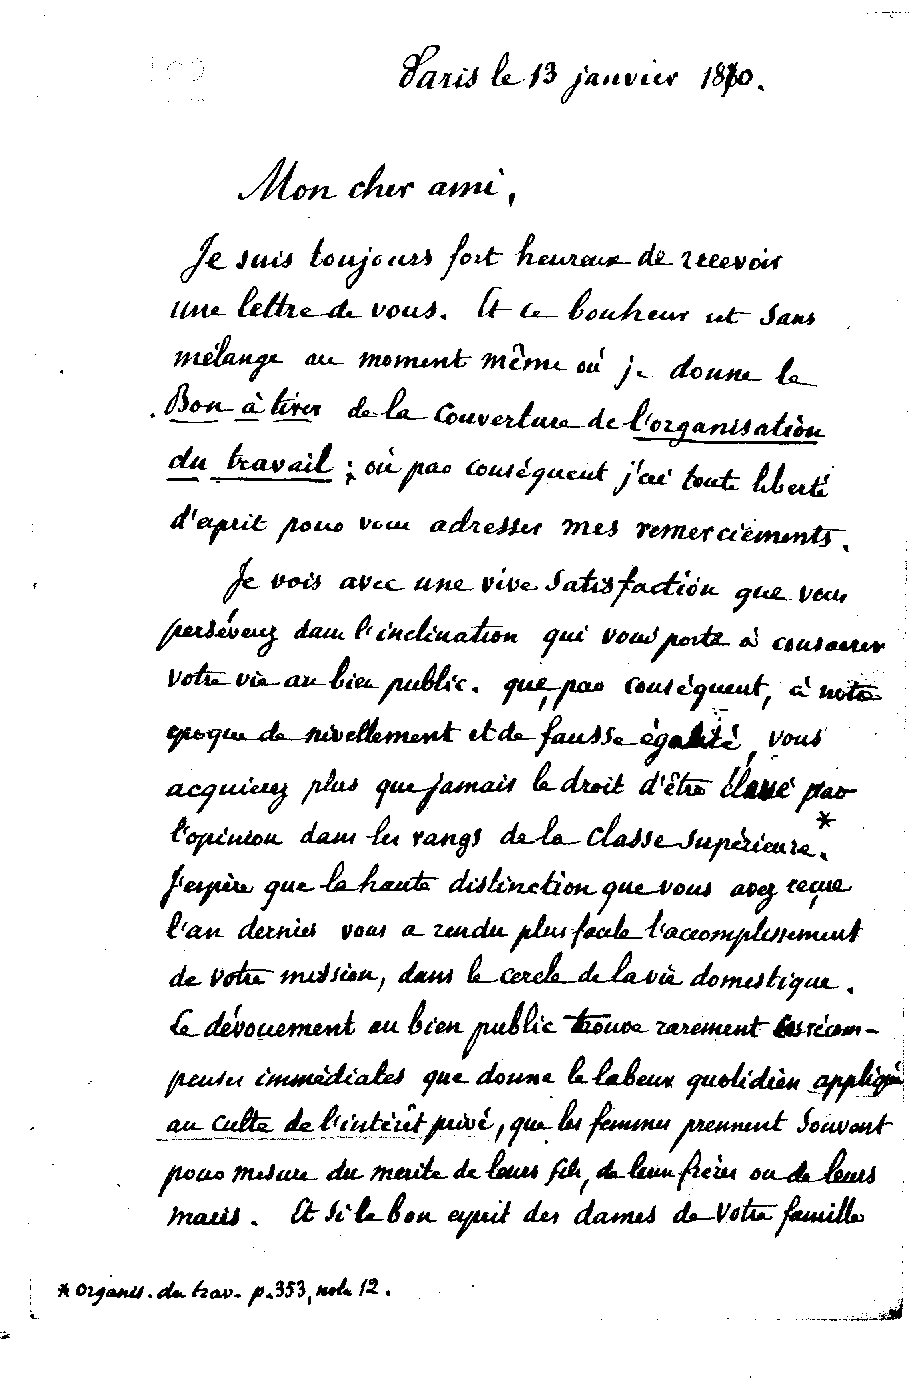 Paris le 13 janvier 1870.
Mon cher ami,
Je suis toujours fort heureux de recevoir
une lettre de vous. Et ce bonheur est sans
mélange au moment même où je donne le
Bon à tirer de la couverture de l'organisation
du travail ; où par conséquent j'ai toute liberté
d'esprit pour vous adresser mes remerciements.
Je vois avec une vive satisfaction que vous
persévérez dans l'inclination qui vous porte à consacrer
votre vie au bien public. que, par conséquent, à notre
époque de nivellement et de fausse égalité, vous
acquierez plus que jamais le droit d'être classé par
l'opinion dans les rangs de la classe supérieure.*
J'espère que la haute distinction que vous avez reçue
l'an dernier vous a rendu plus facile l'accomplissement
de votre mission, dans le cercle de la vie domestique.
Le dévouement au bien public trouve rarement les récom-
penses immédiates que donne le labeur quotidien appliqué
au culte de l'intérêt privé, que les femmes prennent souvent
pour mesure du mérite de leurs fils, de leurs frères ou de leurs
maris. Et si le bon esprit des dames de votre famille
* Organis. du trav. p. 353, note 12.